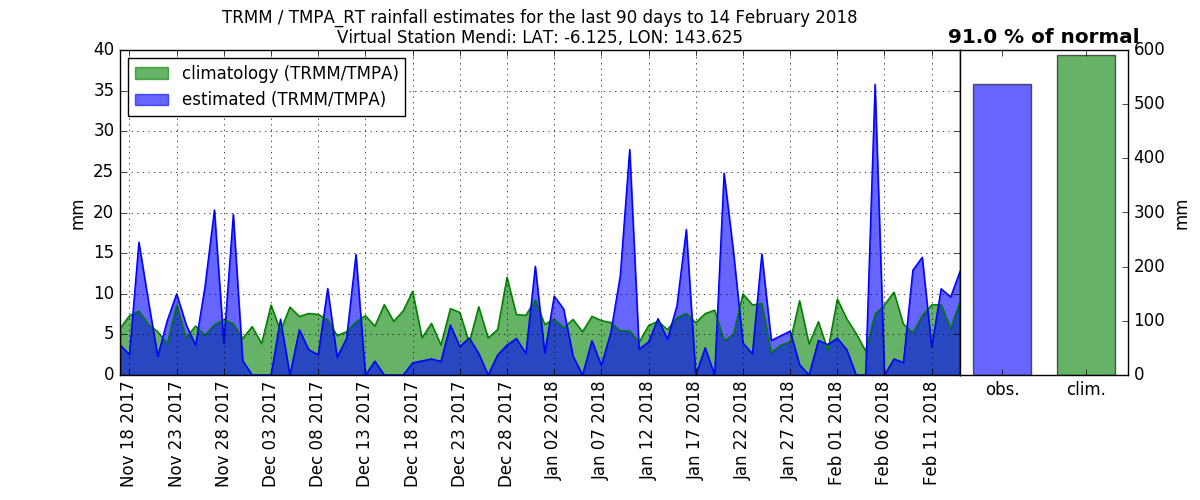 TRMM / TMPA_RT rainfall estimates for the last 90 days to 14 February 2018
Virtual Station Mendi: LAT: -6.125, LON: 143.625
91.0 % of normal
climatology (TRMM/TMPA)
estimated (TRMM/TMPA)
40
35
30
25
20
15
10
5
0
mm
600
500
400
300
200
100
0
mm
Nov 18 2017
Nov 23 2017
Nov 28 2017
Dec 03 2017
Dec 08 2017
Dec 13 2017
Dec 18 2017
Dec 23 2017
Dec 28 2017
Jan 02 2018
Jan 07 2018
Jan 12 2018
Jan 17 2018
Jan 22 2018
Jan 27 2018
Feb 01 2018
Feb 06 2018
Feb 11 2018
obs.
clim.